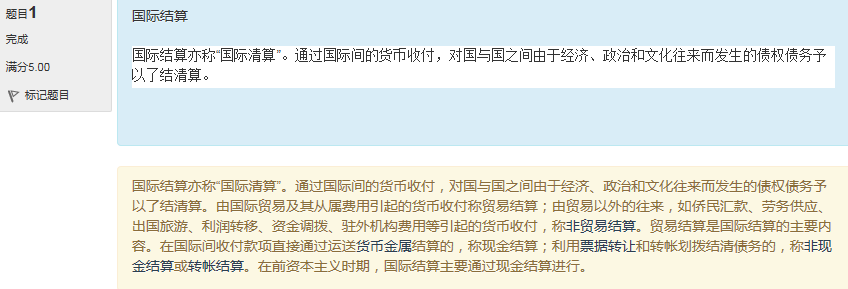 题目1
完成
满分5.00
标记题目
国际结算
国际结算亦称“国际清算”。通过国际间的货币收付，对国与国之间由于经济、政治和文化往来而发生的债权债务予
以了结清算。
国际结算亦称“国际清算”。通过国际间的货币收付，对国与国之间由于经济、政治和文化往来而发生的债权债务予
以了结清算。由国际贸易及其从属费用引起的货币收付称贸易结算；由贸易以外的往来，如侨民汇款、劳务供应、
出国旅游、利润转移、资金调拨、驻外机构费用等引起的货币收付，称非贸易结算。贸易结算是国际结算的主要内
容。在国际间收付款项直接通过运送货币金属结算的，称现金结算；利用票据转让和转帐划拨结清债务的，称非现
金结算或转帐结算。在前资本主义时期，国际结算主要通过现金结算进行。